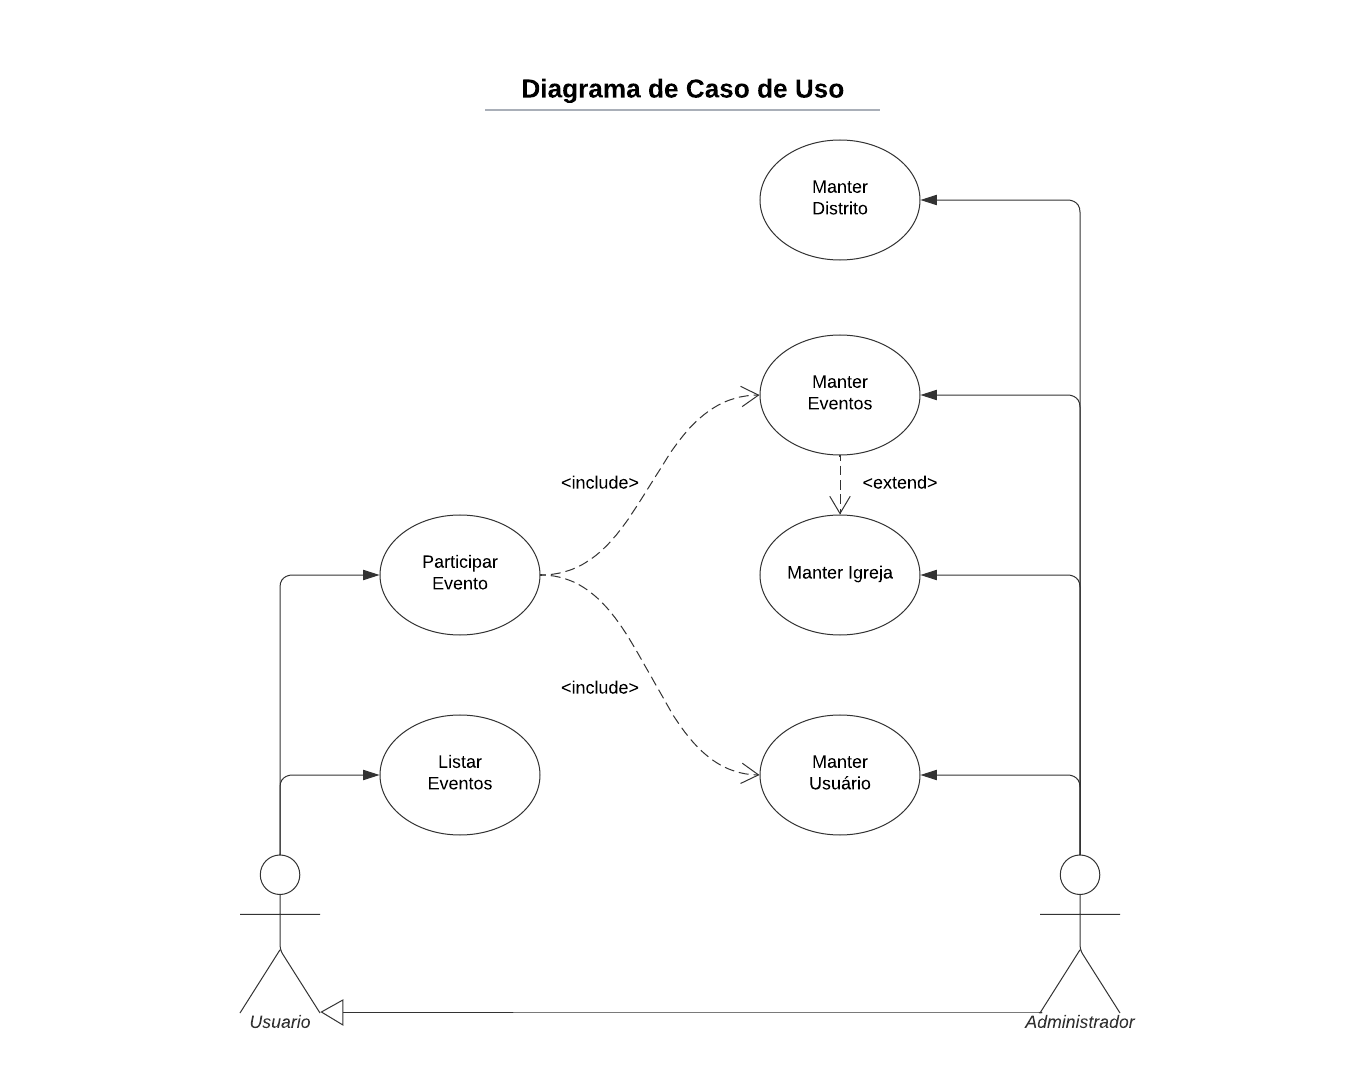 Diagrama de Caso de Uso
Manter
Distrito
Manter
Eventos
<include>
<extend>
Participar
Evento
Manter Igreja
<include>
Listar
Eventos
Manter
Usuário
Usuario
Administrador